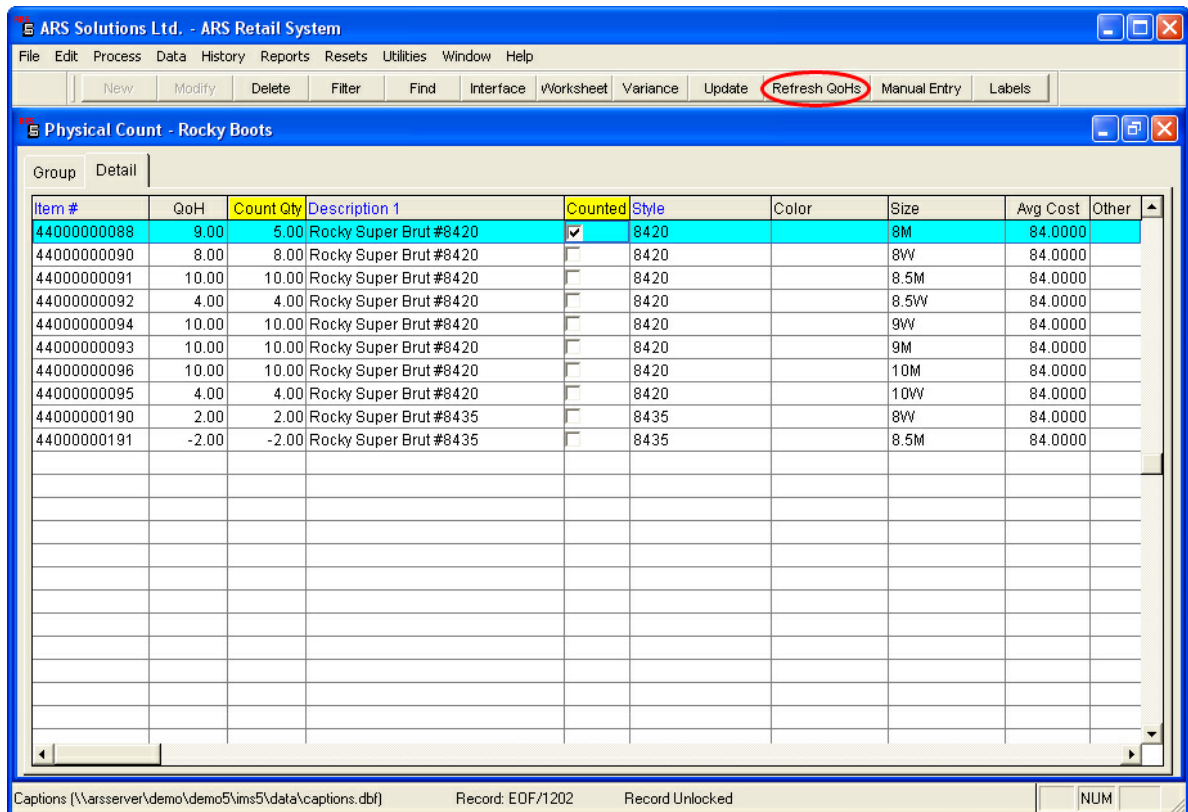 ARS Solutions Ltd. - ARS Retail System
File Edit Process Data History Reports Resets Utilities Window Help
New Modify Delete Filter Find Interface Worksheet Variance Update Refresh QoHs Manual Entry Labels
Physical Count - Rocky Boots
Group Detail
Item # QoH Count Qty Description 1 Counted Style Color Size Avg Cost Other
44000000088 9.00 5.00 Rocky Super Brut #8420 8420 8M 84.0000
44000000090 8.00 8.00 Rocky Super Brut #8420 8420 8W 84.0000
44000000091 10.00 10.00 Rocky Super Brut #8420 8420 8.5M 84.0000
44000000092 4.00 4.00 Rocky Super Brut #8420 8420 8.5W 84.0000
44000000094 10.00 10.00 Rocky Super Brut #8420 8420 9W 84.0000
44000000093 10.00 10.00 Rocky Super Brut #8420 8420 9M 84.0000
44000000096 10.00 10.00 Rocky Super Brut #8420 8420 10M 84.0000
44000000095 4.00 4.00 Rocky Super Brut #8420 8420 10W 84.0000
44000000190 2.00 2.00 Rocky Super Brut #8435 8435 8W 84.0000
44000000191 -2.00 -2.00 Rocky Super Brut #8435 8435 8.5M 84.0000
Captions (\\arsserver\demo\demo5\ims5\data\captions.dbf) Record: EOF/1202 Record Unlocked NUM